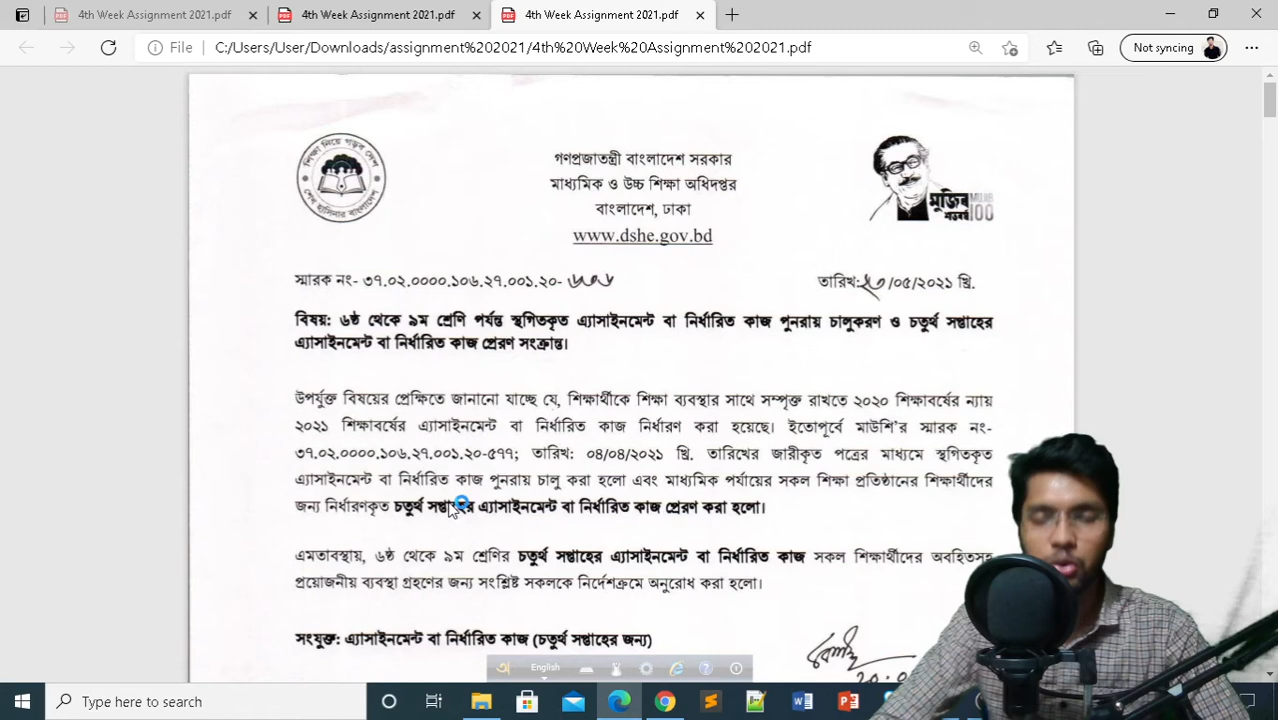 4th Week Assignment 2021.pdf
4th Week Assignment 2021.pdf
4th Week Assignment 2021.pdf
File
C:/Users/User/Downloads/assignment%202021/4th%20Week%20Assignment%202021.pdf
Not syncing
শিক্ষা নিয়ে গড়ব দেশ
শেখ হাসিনার বাংলাদেশ
গণপ্রজাতন্ত্রী বাংলাদেশ সরকার
মাধ্যমিক ও উচ্চ শিক্ষা অধিদপ্তর
বাংলাদেশ, ঢাকা
www.dshe.gov.bd
মুজিব
শতবর্ষ
100
স্মারক নং- ৩৭.০২.০০০০.১০৬.২৭.০০১.২০-
তারিখ: /০৫/২০২১ খ্রি.
বিষয়: ৬ষ্ঠ থেকে ৯ম শ্রেণি পর্যন্ত স্থগিতকৃত এ্যাসাইনমেন্ট বা নির্ধারিত কাজ পুনরায় চালুকরণ ও চতুর্থ সপ্তাহের
এ্যাসাইনমেন্ট বা নির্ধারিত কাজ প্রেরণ সংক্রান্ত।
উপর্যুক্ত বিষয়ের প্রেক্ষিতে জানানো যাচ্ছে যে, শিক্ষার্থীকে শিক্ষা ব্যবস্থার সাথে সম্পৃক্ত রাখতে ২০২০ শিক্ষাবর্ষের ন্যায়
২০২১ শিক্ষাবর্ষের এ্যাসাইনমেন্ট বা নির্ধারিত কাজ নির্ধারণ করা হয়েছে। ইতোপূর্বে মাউশি'র স্মারক নং-
৩৭.০২.০০০০.১০৬.২৭.০০১.২০-৫৭৭; তারিখ: ০৪/০৪/২০২১ খ্রি. তারিখের জারীকৃত পত্রের মাধ্যমে স্থগিতকৃত
এ্যাসাইনমেন্ট বা নির্ধারিত কাজ পুনরায় চালু করা হলো এবং মাধ্যমিক পর্যায়ের সকল শিক্ষা প্রতিষ্ঠানের শিক্ষার্থীদের
জন্য নির্ধারণকৃত চতুর্থ সপ্তাহের এ্যাসাইনমেন্ট বা নির্ধারিত কাজ প্রেরণ করা হলো।
এমতাবস্থায়, ৬ষ্ঠ থেকে ৯ম শ্রেণির চতুর্থ সপ্তাহের এ্যাসাইনমেন্ট বা নির্ধারিত কাজ সকল শিক্ষার্থীদের অবহিতসহ
প্রয়োজনীয় ব্যবস্থা গ্রহণের জন্য সংশ্লিষ্ট সকলকে নির্দেশক্রমে অনুরোধ করা হলো।
সংযুক্ত: এ্যাসাইনমেন্ট বা নির্ধারিত কাজ (চতুর্থ সপ্তাহের জন্য)
অ English
Type here to search